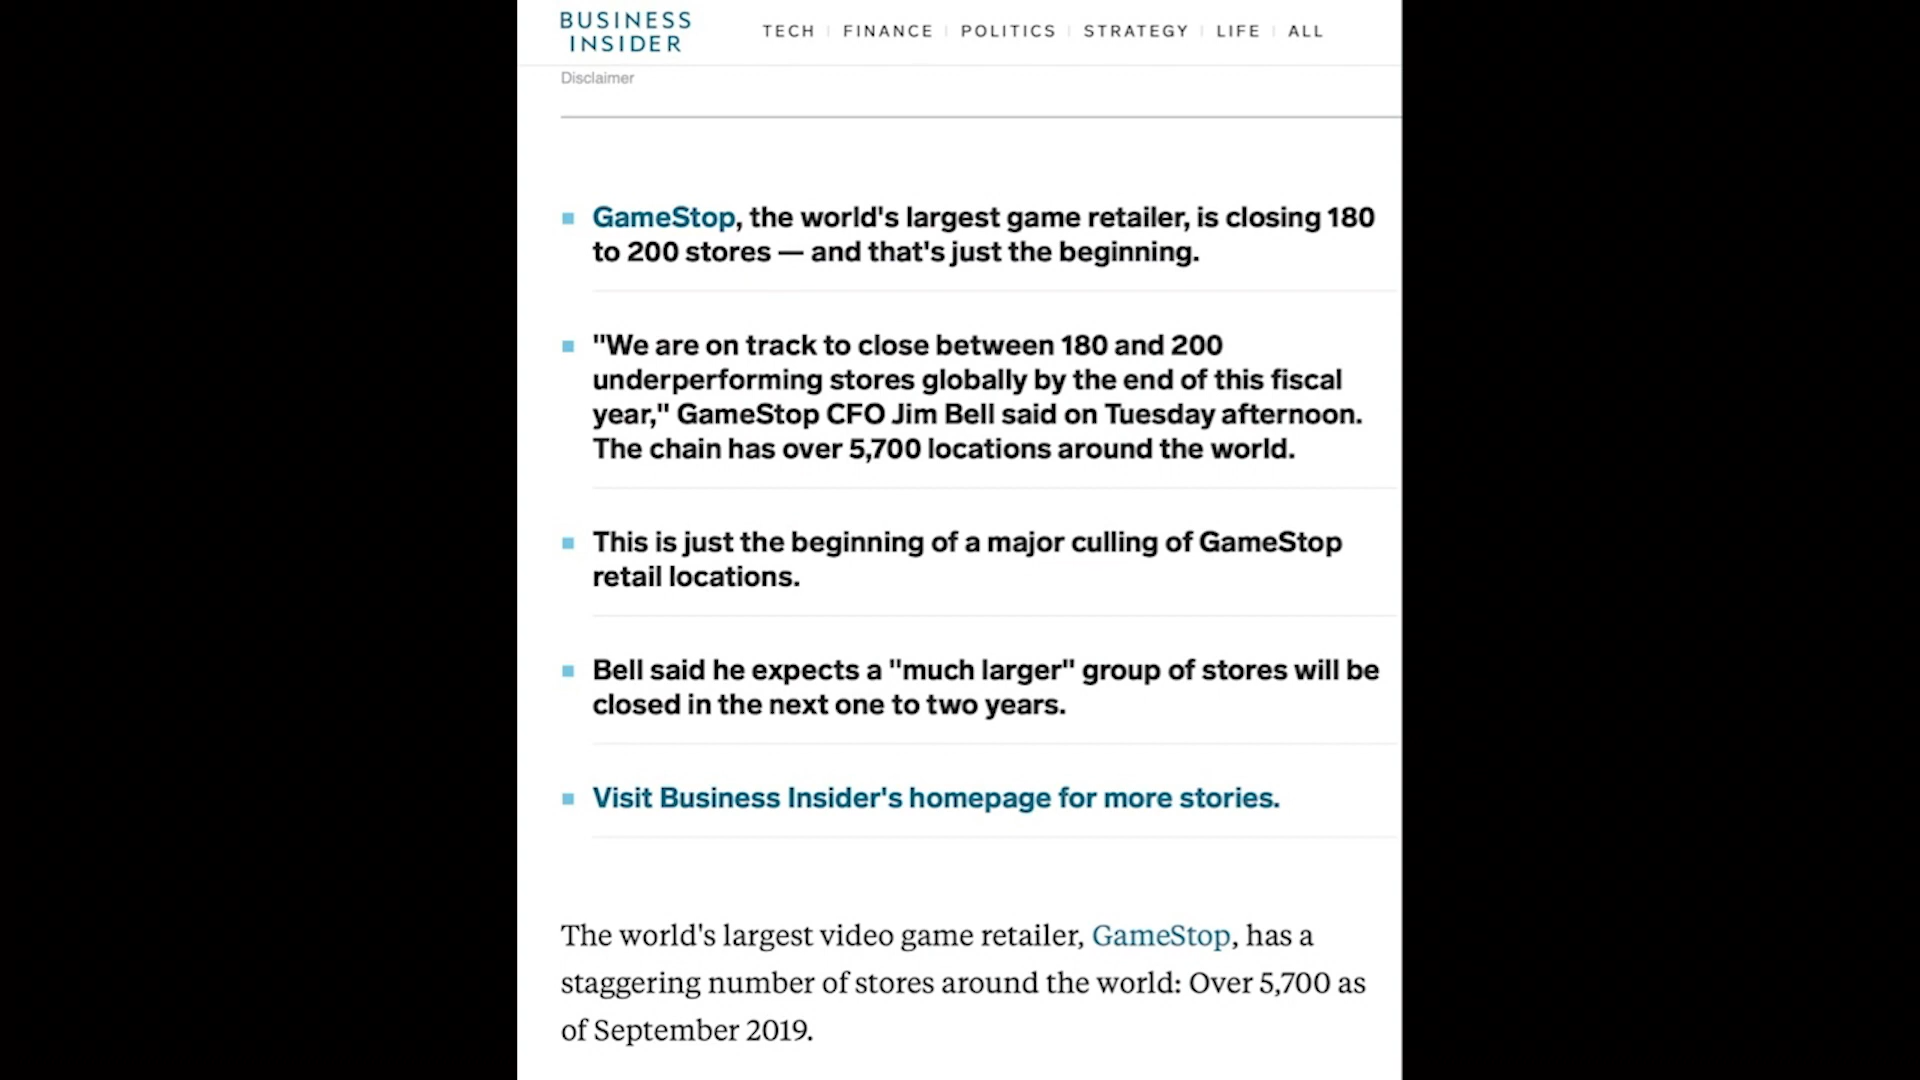 BUSINESS
INSIDER
TECH FINANCE POLITICS STRATEGY LIFE ALL
Disclaimer
GameStop, the world's largest game retailer, is closing 180
to 200 stores — and that's just the beginning.
"We are on track to close between 180 and 200
underperforming stores globally by the end of this fiscal
year," GameStop CFO Jim Bell said on Tuesday afternoon.
The chain has over 5,700 locations around the world.
This is just the beginning of a major culling of GameStop
retail locations.
Bell said he expects a "much larger" group of stores will be
closed in the next one to two years.
Visit Business Insider's homepage for more stories.
The world's largest video game retailer, GameStop, has a
staggering number of stores around the world: Over 5,700 as
of September 2019.